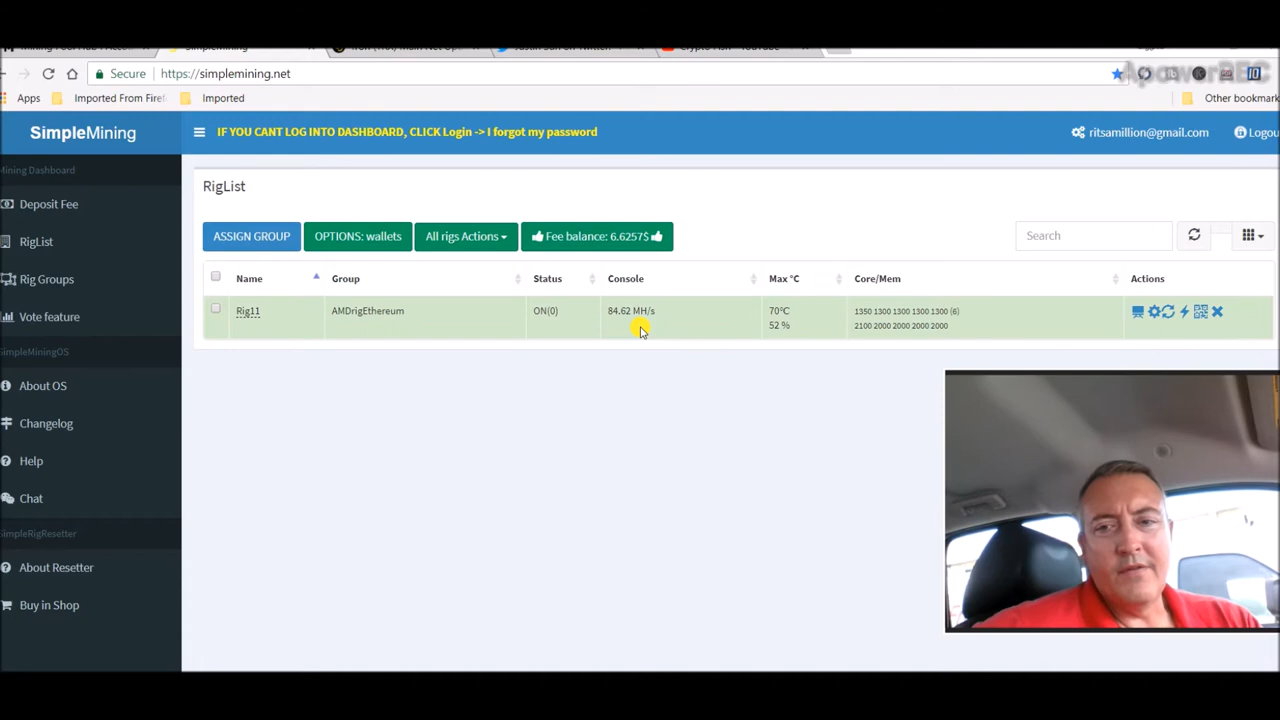 Secure
https://simplemining.net
ApowerREC
Apps
Imported From Firef
Imported
Other bookmark
SimpleMining
IF YOU CANT LOG INTO DASHBOARD, CLICK Login -> I forgot my password
ritsamillion@gmail.com
Logou
Mining Dashboard
Deposit Fee
RigList
Rig Groups
Vote feature
SimpleMiningOS
About OS
Changelog
Help
Chat
SimpleRigResetter
About Resetter
Buy in Shop
RigList
ASSIGN GROUP
OPTIONS: wallets
All rigs Actions
Fee balance: 6.6257$
Search
Name
Group
Status
Console
Max °C
Core/Mem
Actions
Rig11
AMDrigEthereum
ON(0)
84.62 MH/s
70°C
52 %
1350 1300 1300 1300 1300 (6)
2100 2000 2000 2000 2000